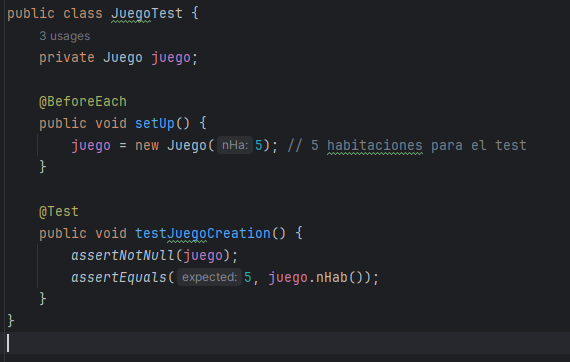 public class JuegoTest {
3 usages
private Juego juego;
@BeforeEach
public void setUp() {
juego = new Juego( nHa: 5); // 5 habitaciones para el test
}
@Test
public void testJuegoCreation() {
assertNotNull(juego);
assertEquals( expected: 5, juego.nHab());
}
}